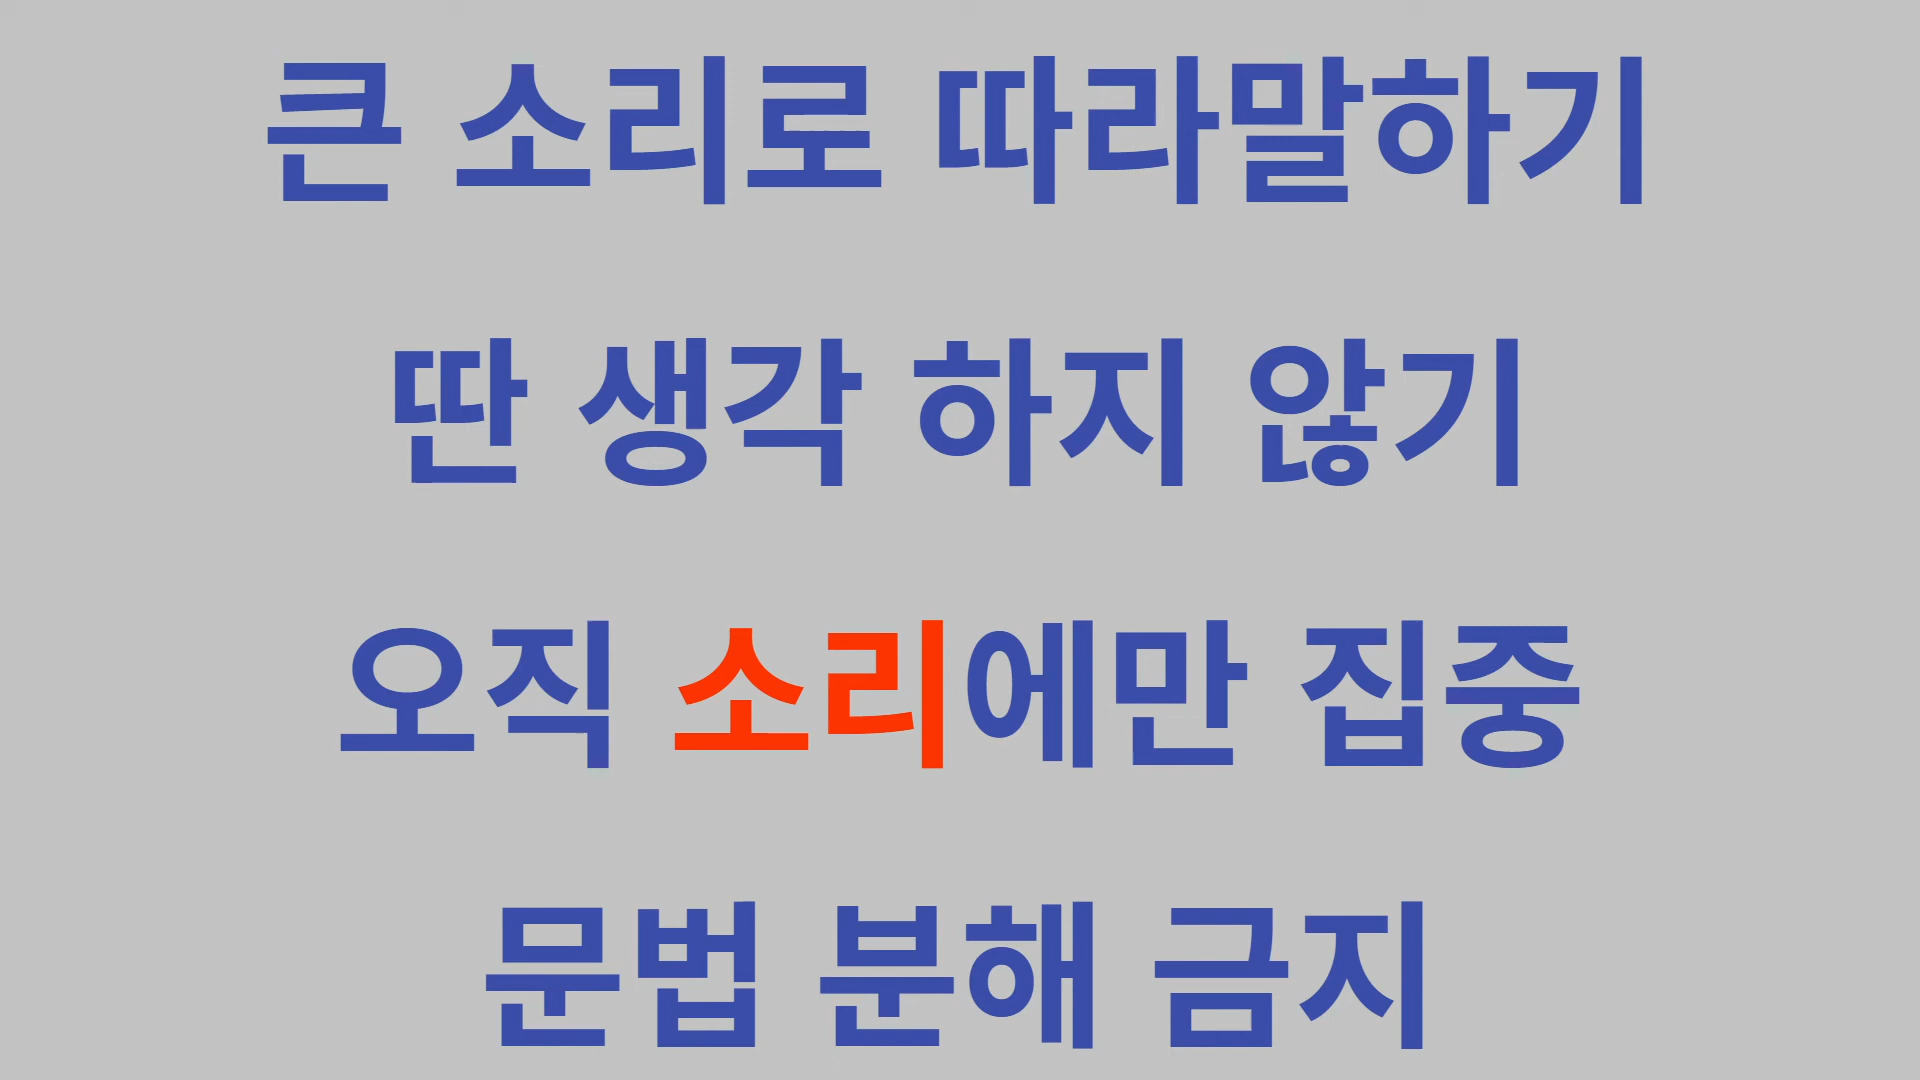 큰 소리로 따라말하기
딴 생각 하지 않기
오직 소리에만 집중
문법 분해 금지